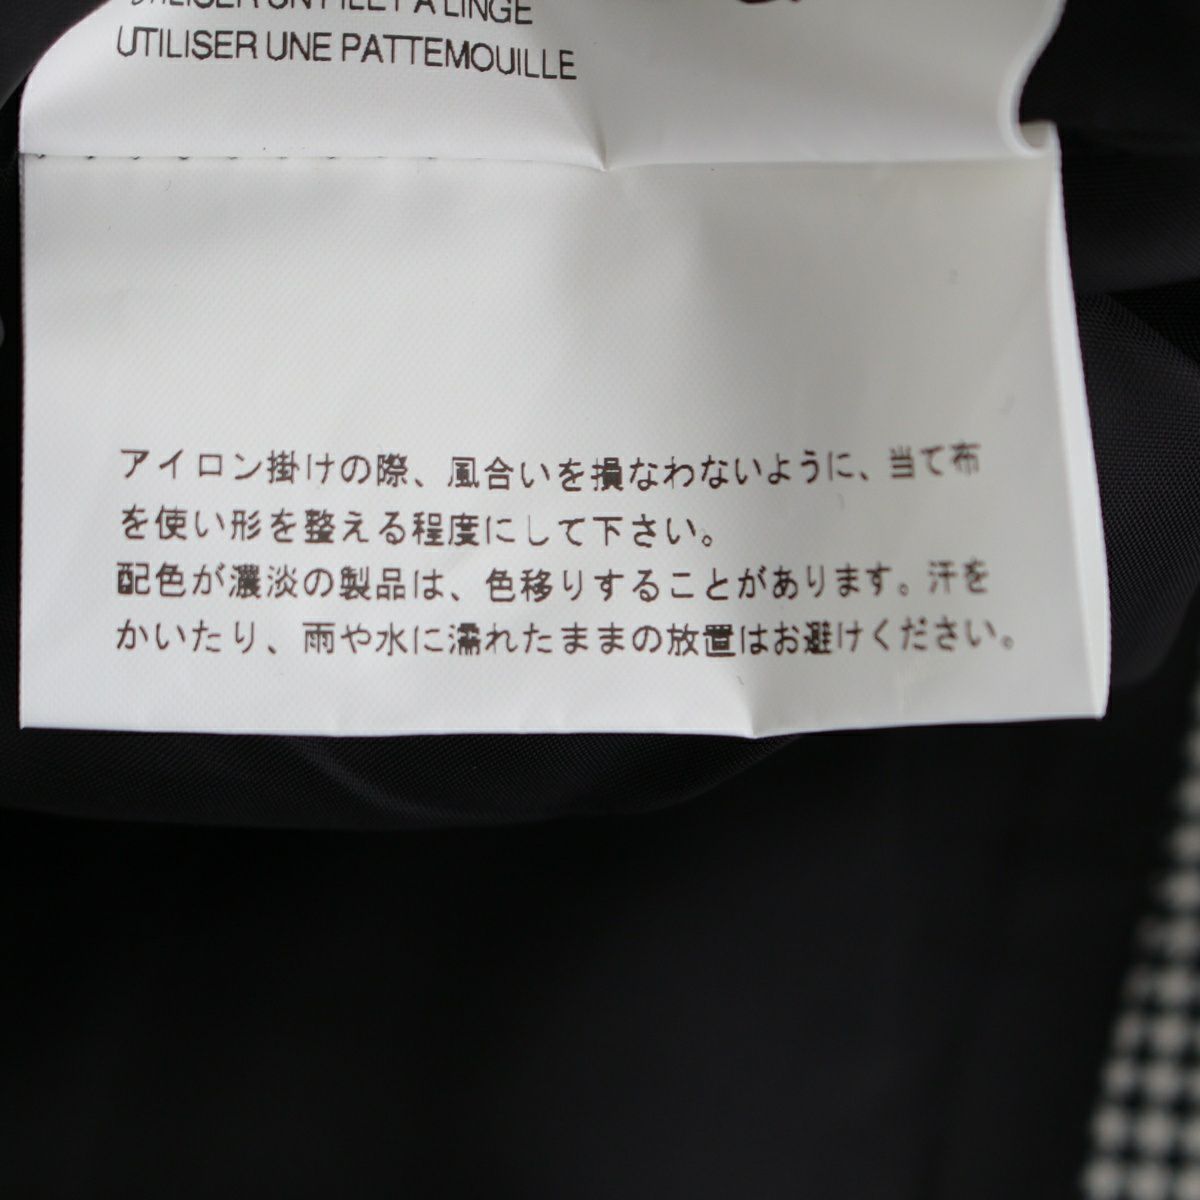 UTILISER UN FILET A LINGE
UTILISER UNE PATTEMOUILLE
アイロン掛けの際、風合いを損なわないように、当て布
を使い形を整える程度にして下さい。
配色が濃淡の製品は、色移りすることがあります。汗を
かいたり、雨や水に濡れたままの放置はお避けください。